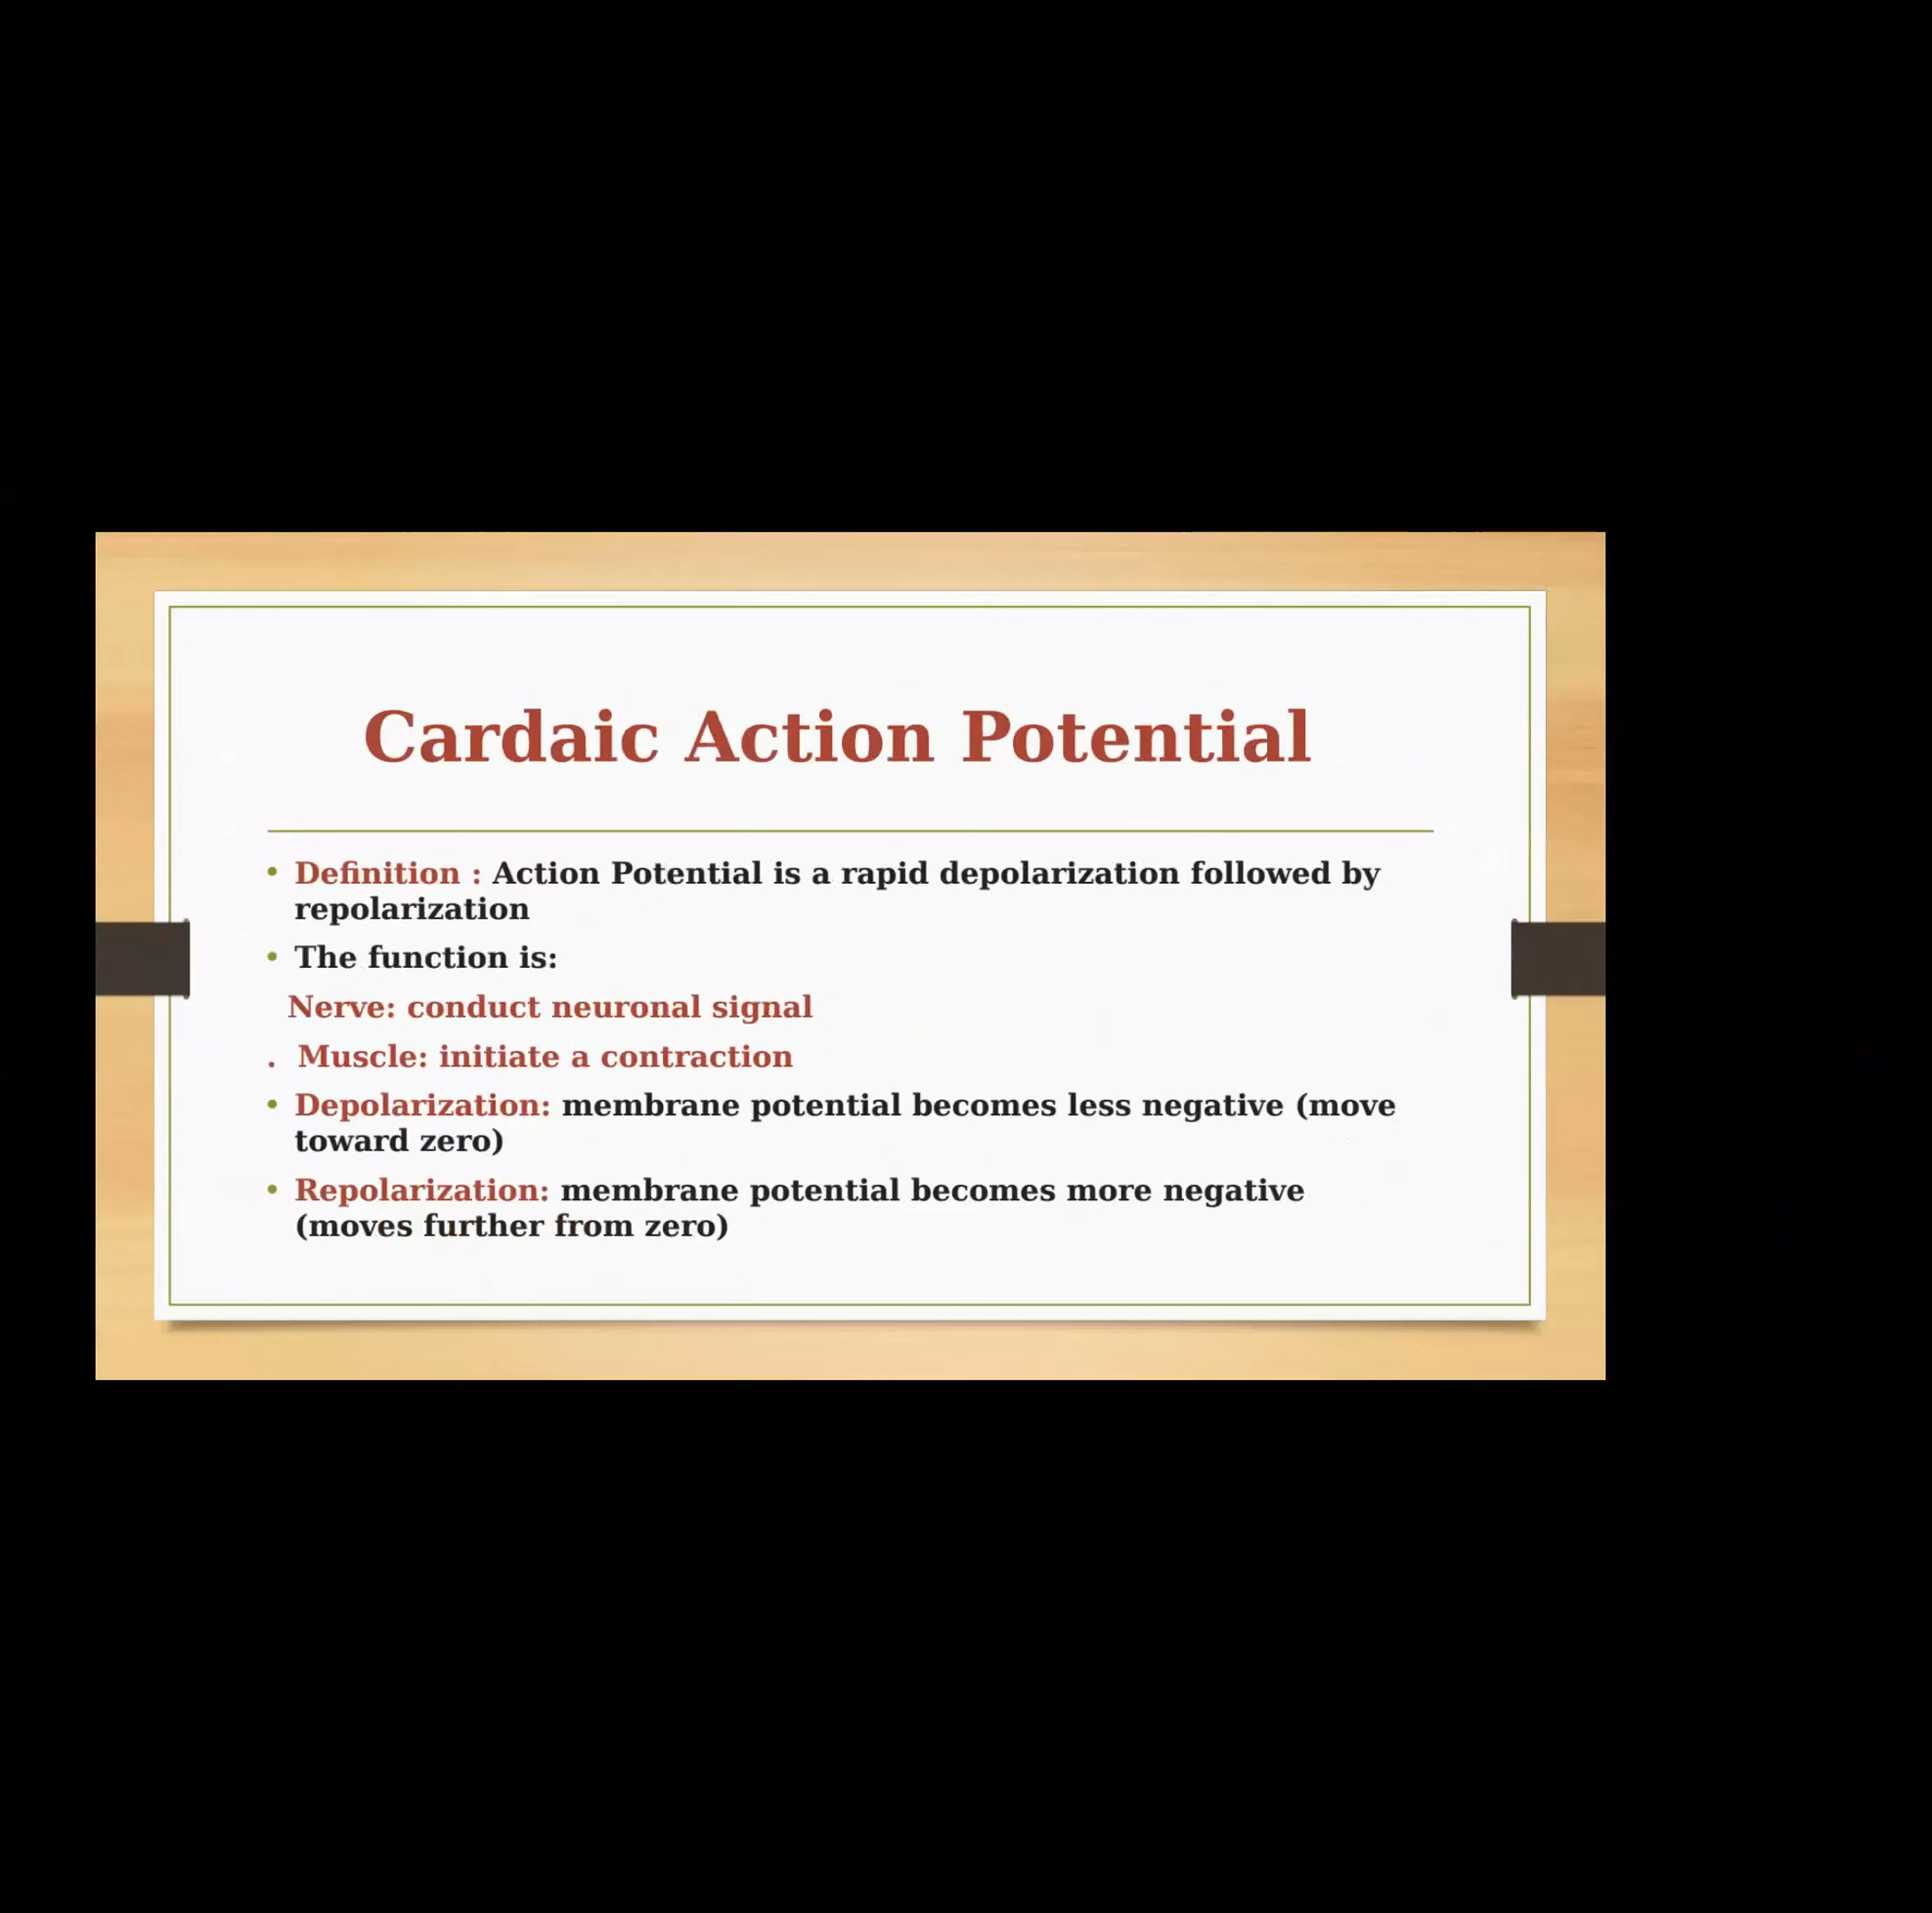 Cardaic Action Potential
• Definition : Action Potential is a rapid depolarization followed by
repolarization
• The function is:
Nerve: conduct neuronal signal
. Muscle: initiate a contraction
• Depolarization: membrane potential becomes less negative (move
toward zero)
• Repolarization: membrane potential becomes more negative
(moves further from zero)